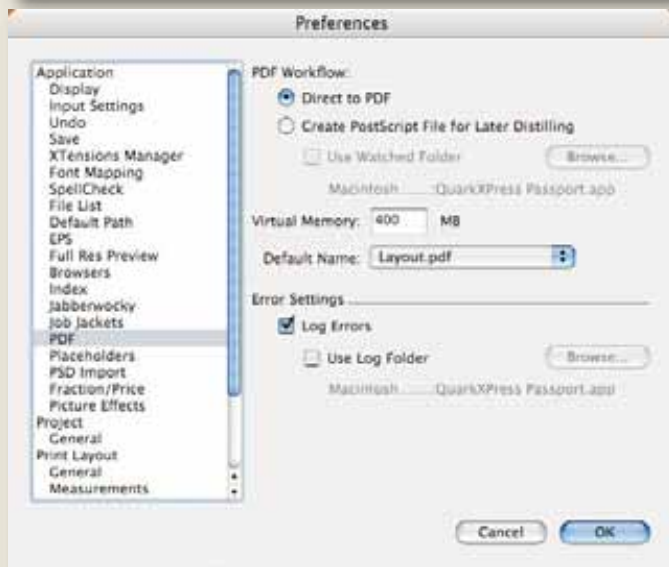 Preferences
Application
Display
Input Settings
Undo
Save
XTensions Manager
Font Mapping
SpellCheck
File List
Default Path
EPS
Full Res Preview
Browsers
Index
Jabberwocky
Job Jackets
PDF
Placeholders
PSD Import
Fraction/Price
Picture Effects
Project
General
Print Layout
General
Measurements
PDF Workflow:
Direct to PDF
Create PostScript File for Later Distilling
Use Watched Folder Browse...
Macintosh ......:QuarkXPress Passport.app
Virtual Memory: 400 MB
Default Name: Layout.pdf
Error Settings
Log Errors
Use Log Folder Browse...
Macintosh ......:QuarkXPress Passport.app
Cancel OK